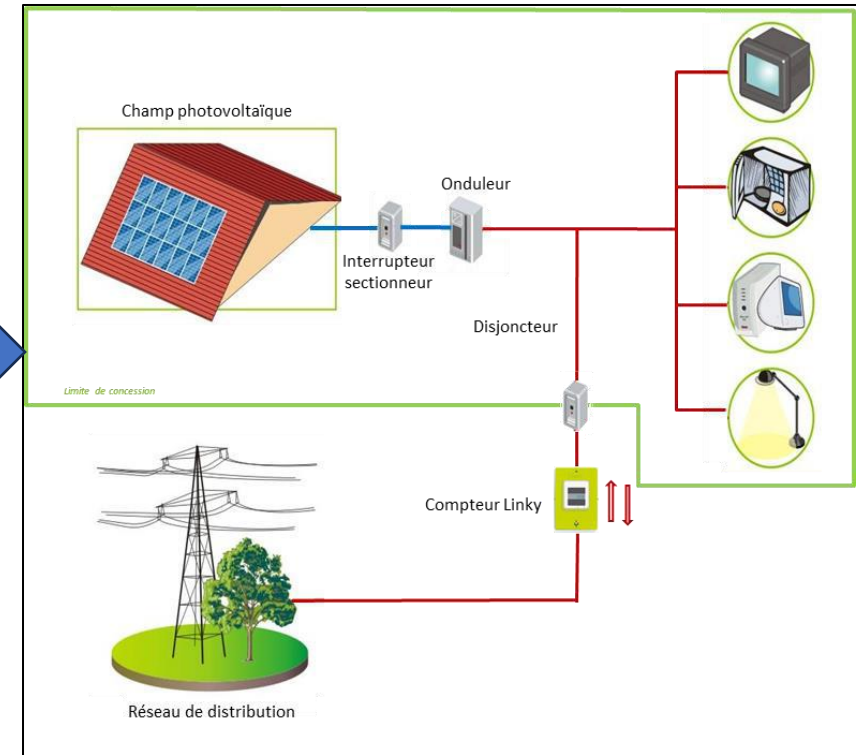 Champ photovoltaïque
Onduleur
Interrupteur
sectionneur
Disjoncteur
Limite de concession
Compteur Linky
Réseau de distribution